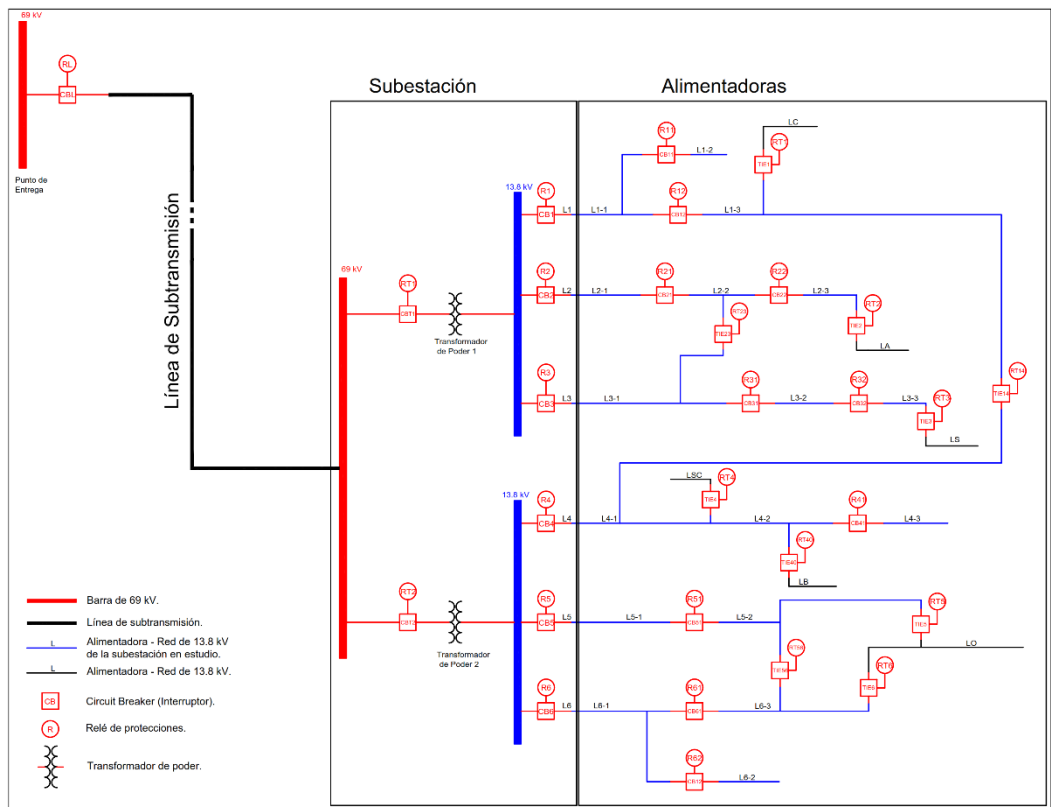 69 kV
RL
CBL
Punto de
Entrega
Línea de Subtransmisión
Subestación
Alimentadoras
69 kV
RT1
CBT1
Transformador
de Poder 1
13.8 kV
R1
CB1
L1
L1-1
R11
CB11
L1-2
R12
CB12
L1-3
LC
RT1
TIE1
R2
CB2
L2
L2-1
R21
CB21
L2-2
R22
CB22
L2-3
RT2
TIE2
LA
RT23
TIE23
R3
CB3
L3
L3-1
R31
CB31
L3-2
R32
CB32
L3-3
RT3
TIE3
LS
RT14
TIE14
13.8 kV
R4
CB4
L4
L4-1
LSC
RT4
TIE4
L4-2
R41
CB41
L4-3
RT40
TIE40
LB
RT2
CBT2
Transformador
de Poder 2
R5
CB5
L5
L5-1
R51
CB51
L5-2
RT5
TIE5
LO
RT56
TIE56
RT6
TIE6
R6
CB6
L6
L6-1
R61
CB61
L6-3
R62
CB12
L6-2
Barra de 69 kV.
Línea de subtransmisión.
L
Alimentadora - Red de 13.8 kV
de la subestación en estudio.
L
Alimentadora - Red de 13.8 kV.
CB
Circuit Breaker (Interruptor).
R
Relé de protecciones.
Transformador de poder.